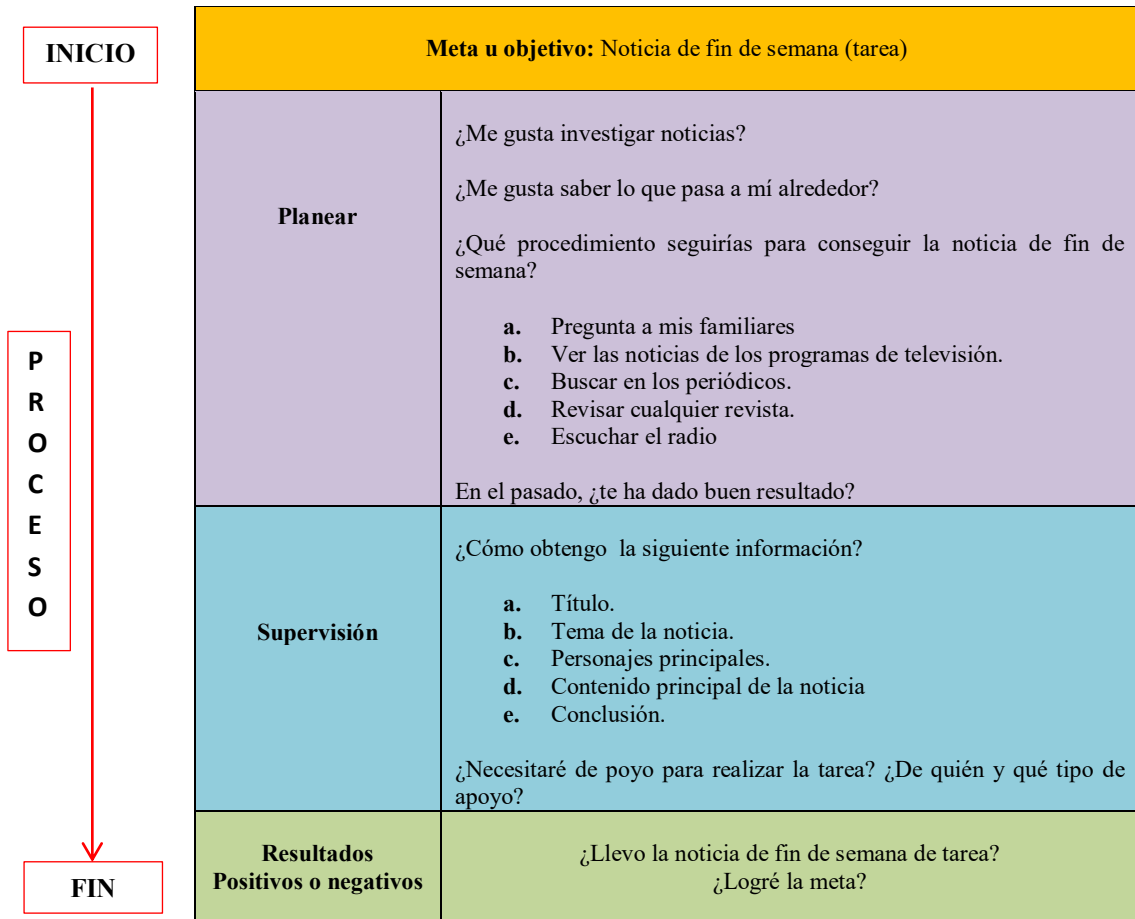 INICIO
Meta u objetivo: Noticia de fin de semana (tarea)
P
R
O
C
E
S
O
Planear
¿Me gusta investigar noticias?
¿Me gusta saber lo que pasa a mí alrededor?
¿Qué procedimiento seguirías para conseguir la noticia de fin de
semana?
a. Pregunta a mis familiares
b. Ver las noticias de los programas de televisión.
c. Buscar en los periódicos.
d. Revisar cualquier revista.
e. Escuchar el radio
En el pasado, ¿te ha dado buen resultado?
Supervisión
¿Cómo obtengo la siguiente información?
a. Título.
b. Tema de la noticia.
c. Personajes principales.
d. Contenido principal de la noticia
e. Conclusión.
¿Necesitaré de poyo para realizar la tarea? ¿De quién y qué tipo de
apoyo?
Resultados
Positivos o negativos
¿Llevo la noticia de fin de semana de tarea?
¿Logré la meta?
FIN